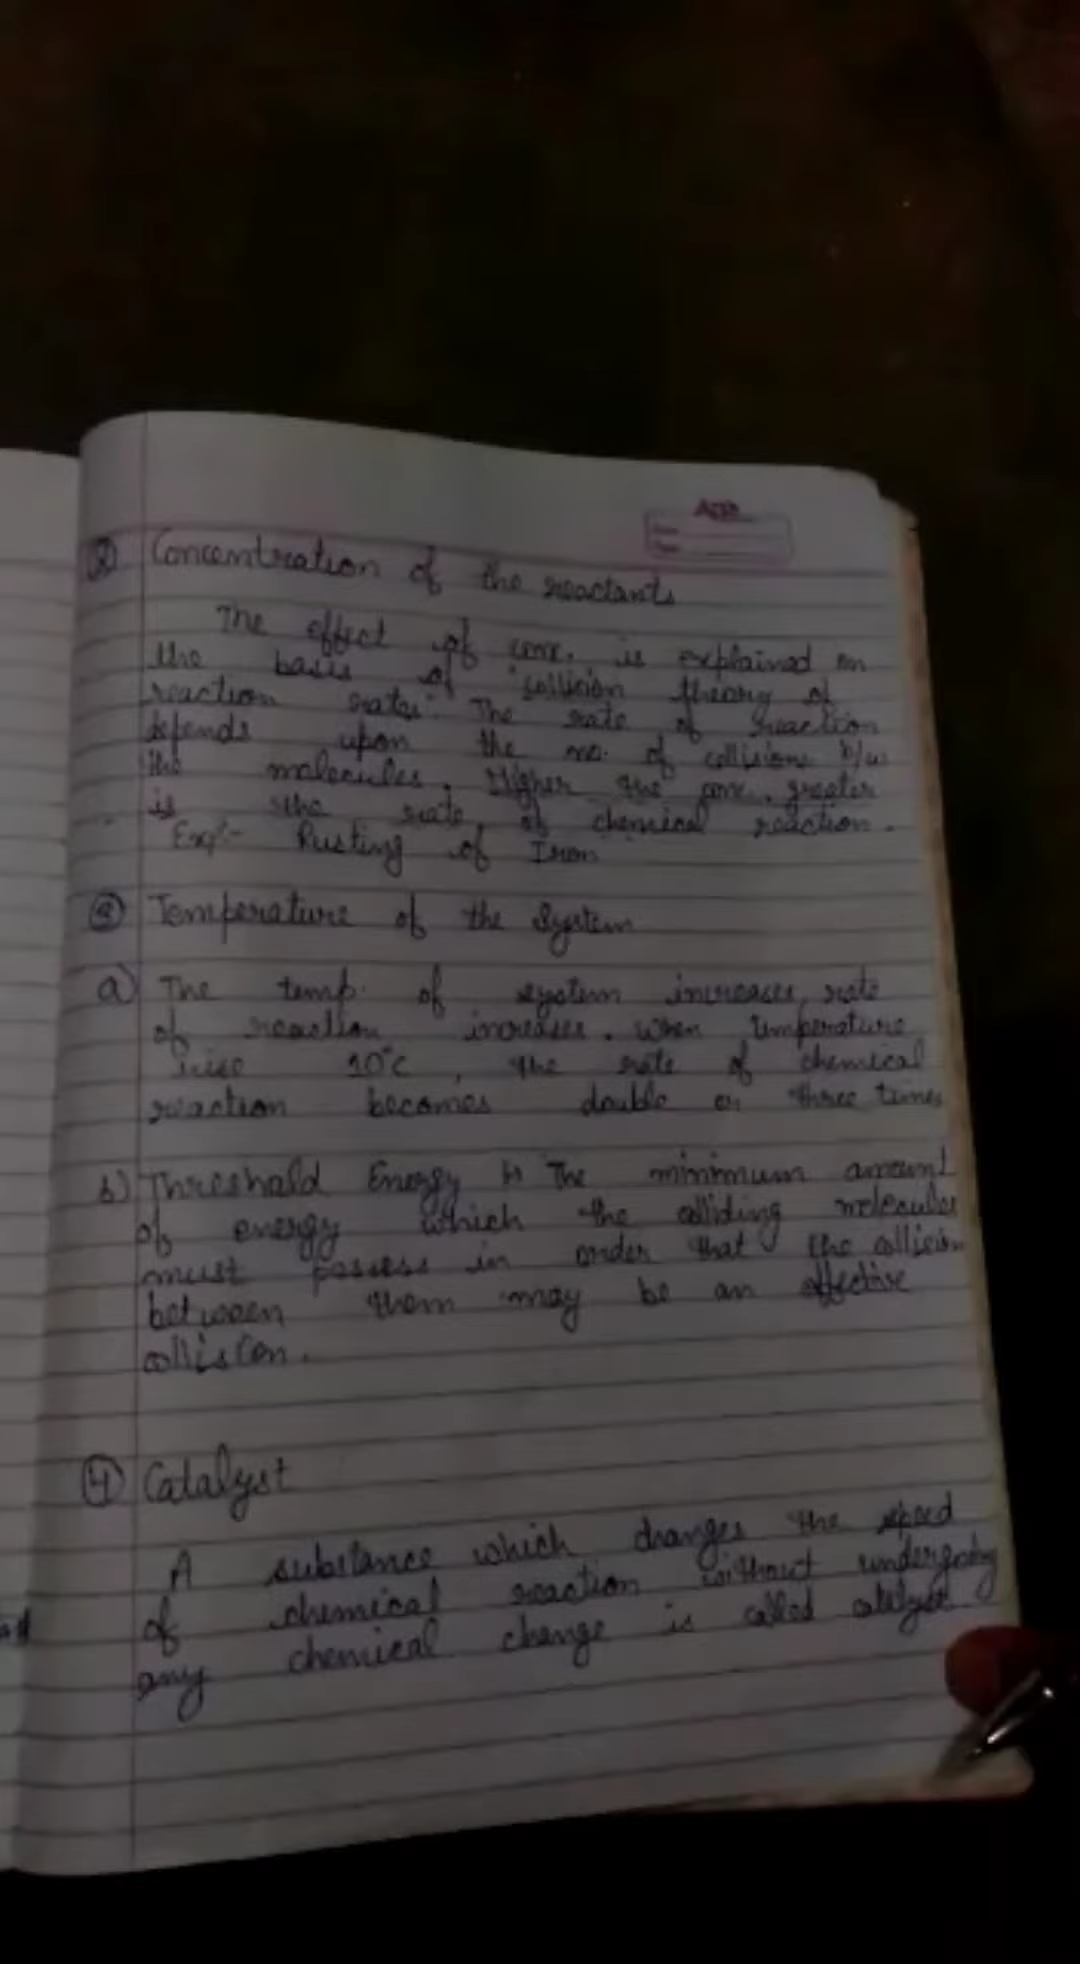 ② Concentration of the reactants
The effect of conc. is explained on
the basis of "collision theory of
reaction rates". The rate of reaction
depends upon the no. of collisions b/w
the molecules. Higher the conc., greater
is the rate of chemical reaction.
Exp:- Rusting of Iron
③ Temperature of the System
a) The temp. of system increases, rate
of reaction increases. When temperature
rise 10°C, the rate of chemical
reaction becomes double or three times
b) Threshold Energy The minimum amount
of energy which the colliding molecules
must possess in order that the collision
between them may be an effective
collision.
④ Catalyst
A substance which changes the speed
of chemical reaction without undergoing
any chemical change is called catalyst